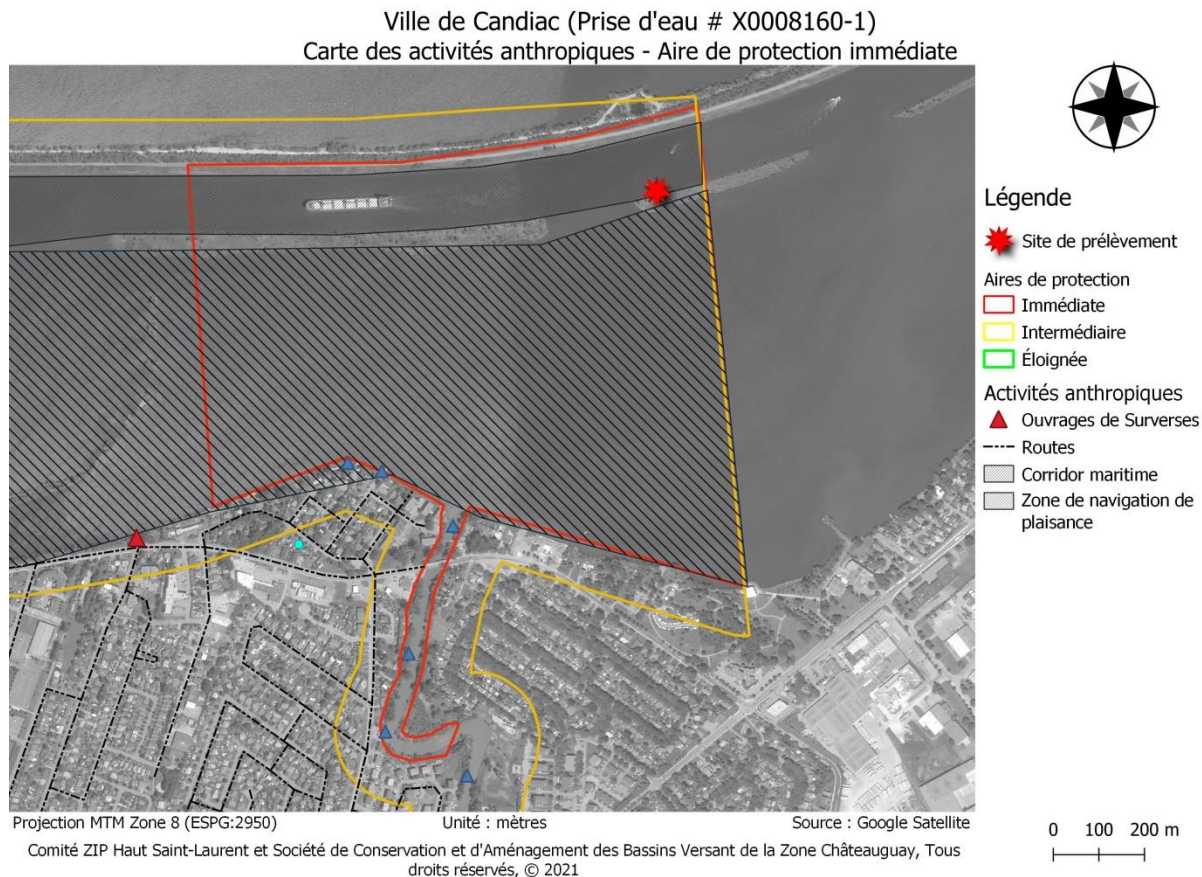 Ville de Candiac (Prise d'eau # X0008160-1)
Carte des activités anthropiques - Aire de protection immédiate
Légende
Site de prélèvement
Aires de protection
Immédiate
Intermédiaire
Éloignée
Activités anthropiques
Ouvrages de Surverses
Routes
Corridor maritime
Zone de navigation de
plaisance
Projection MTM Zone 8 (ESPG:2950)
Unité : mètres
Source : Google Satellite
0 100 200 m
Comité ZIP Haut Saint-Laurent et Société de Conservation et d'Aménagement des Bassins Versant de la Zone Châteauguay, Tous
droits réservés, © 2021